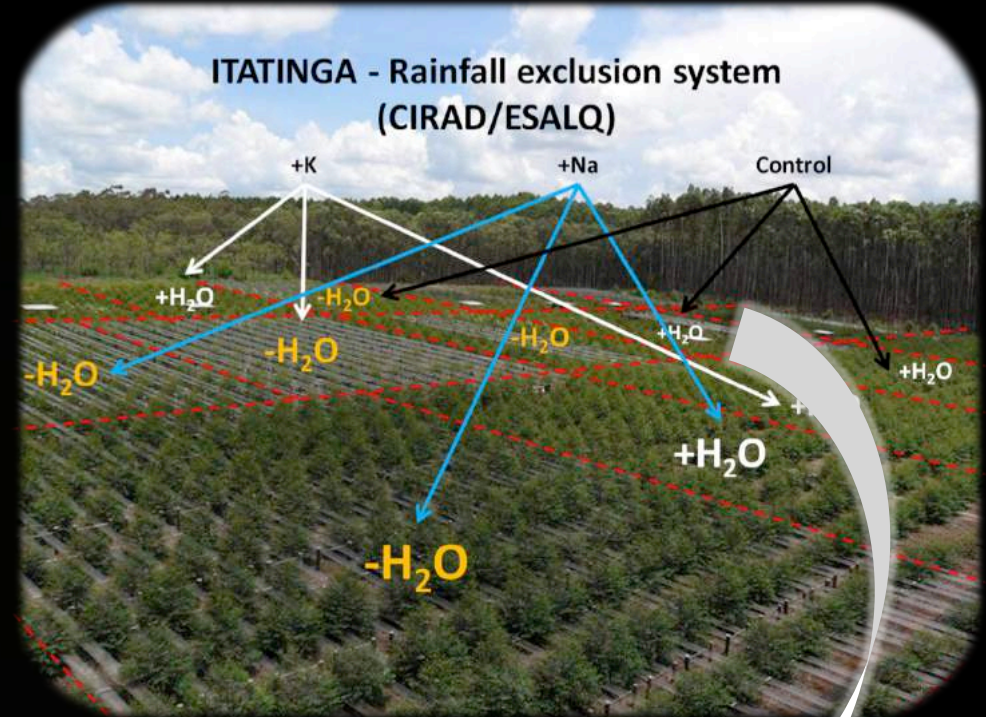 ITATINGA - Rainfall exclusion system
(CIRAD/ESALQ)
+K +Na Control
+H₂O -H₂O
-H₂O -H₂O +H₂O
-H₂O +H₂O
+H₂O
-H₂O